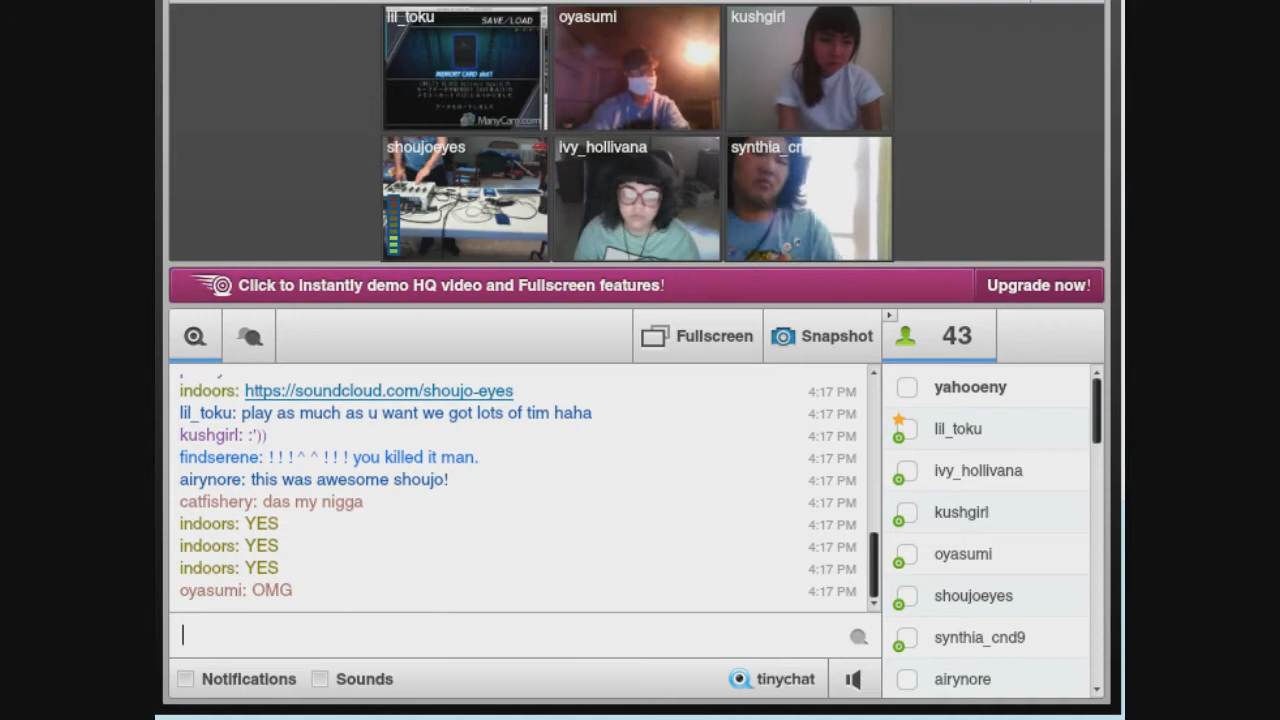 lil_toku
SAVE/LOAD
MEMORY CARD slot1
ManyCam.com
oyasumi
kushgirl
shoujoeyes
ivy_hollivana
synthia_cn
Click to instantly demo HQ video and Fullscreen features!
Upgrade now!
Fullscreen
Snapshot
43
indoors: https://soundcloud.com/shoujo-eyes 4:17 PM
lil_toku: play as much as u want we got lots of tim haha 4:17 PM
kushgirl: :')) 4:17 PM
findserene: ! ! ! ^ ^ ! ! ! you killed it man. 4:17 PM
airynore: this was awesome shoujo! 4:17 PM
catfishery: das my nigga 4:17 PM
indoors: YES 4:17 PM
indoors: YES 4:17 PM
indoors: YES 4:17 PM
oyasumi: OMG 4:17 PM
yahooeny
lil_toku
ivy_hollivana
kushgirl
oyasumi
shoujoeyes
synthia_cnd9
airynore
Notifications
Sounds
tinychat